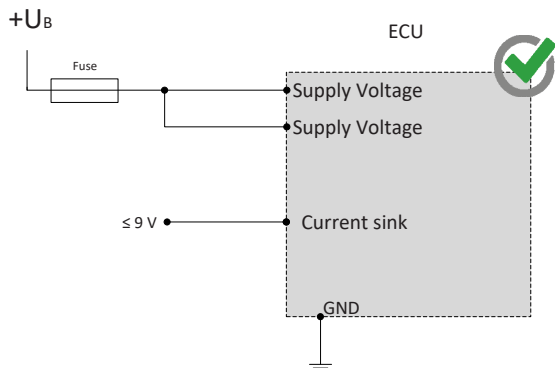 +UB
ECU
Fuse
Supply Voltage
Supply Voltage
≤ 9 V
Current sink
GND